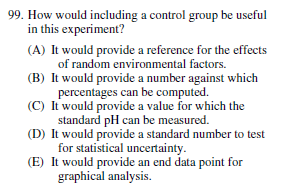 99. How would including a control group be useful
in this experiment?
(A) It would provide a reference for the effects
of random environmental factors.
(B) It would provide a number against which
percentages can be computed.
(C) It would provide a value for which the
standard pH can be measured.
(D) It would provide a standard number to test
for statistical uncertainty.
(E) It would provide an end data point for
graphical analysis.